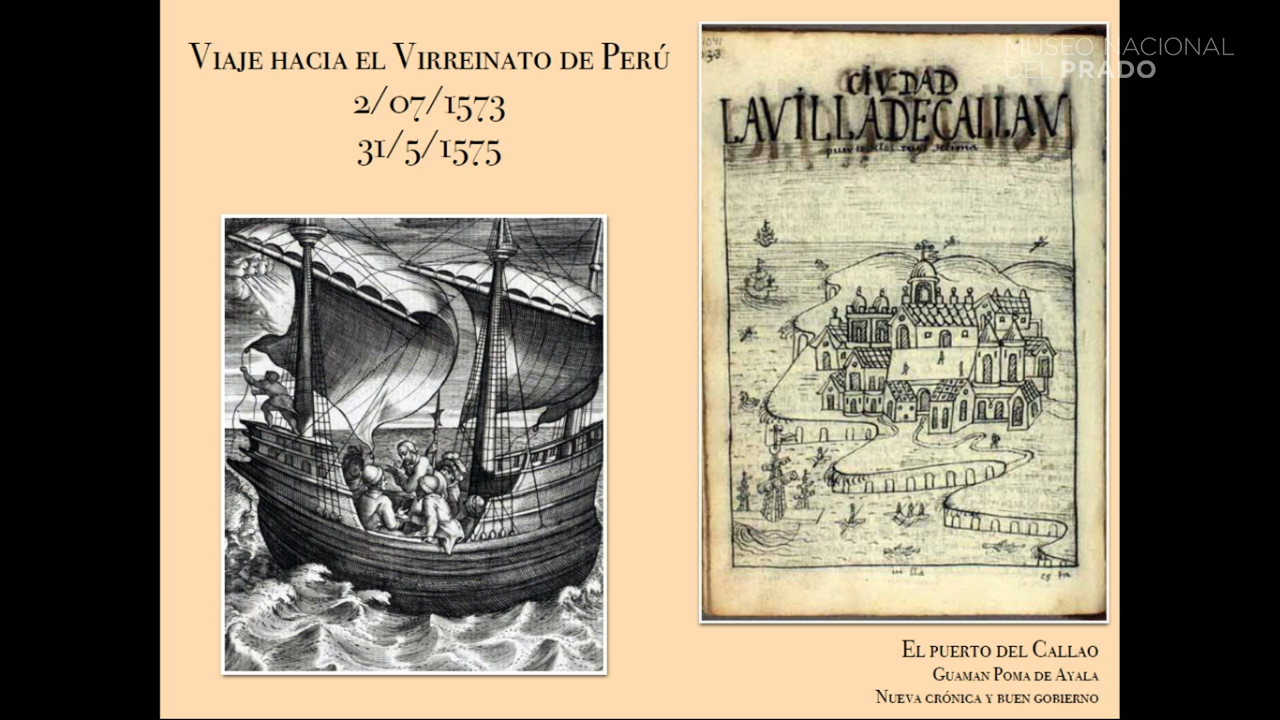 Viaje hacia el Virreinato de Perú
2/07/1573
31/5/1575
MUSEO NACIONAL
DEL PRADO
CIVDAD
LAVILLADECALLAV
El puerto del Callao
Guaman Poma de Ayala
Nueva crónica y buen gobierno